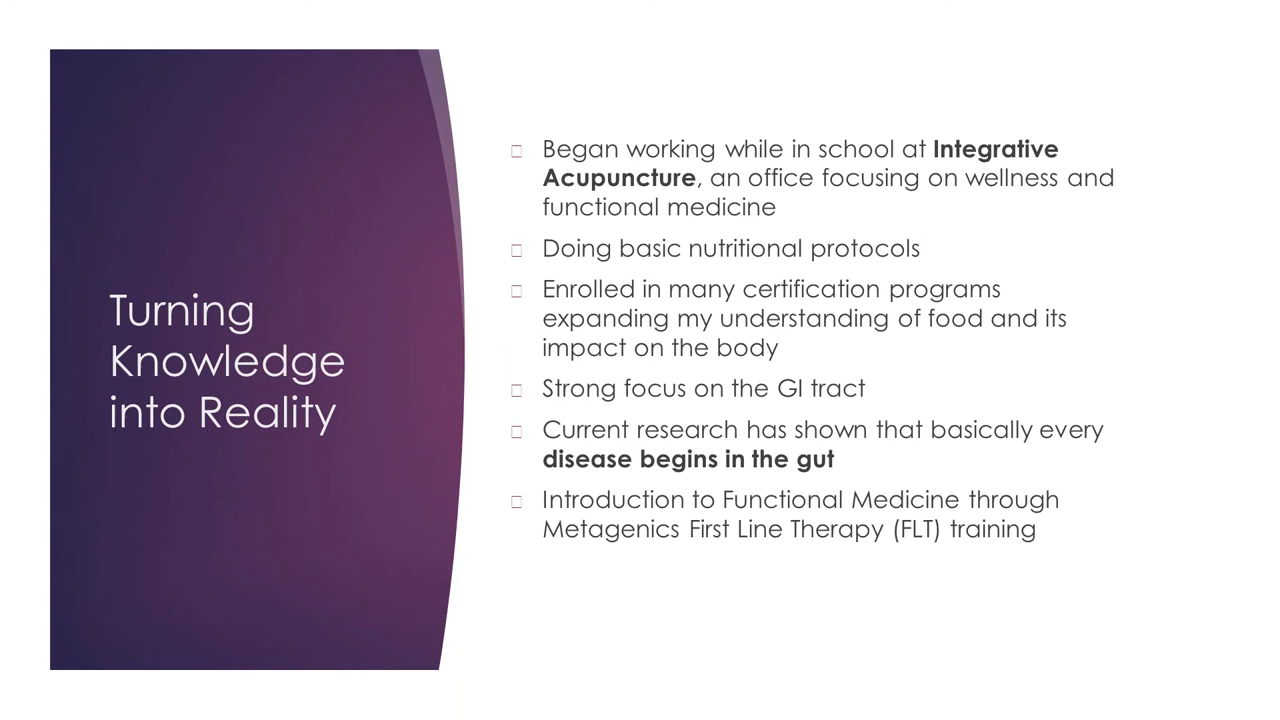 Turning
Knowledge
into Reality
Began working while in school at Integrative
Acupuncture, an office focusing on wellness and
functional medicine
Doing basic nutritional protocols
Enrolled in many certification programs
expanding my understanding of food and its
impact on the body
Strong focus on the GI tract
Current research has shown that basically every
disease begins in the gut
Introduction to Functional Medicine through
Metagenics First Line Therapy (FLT) training